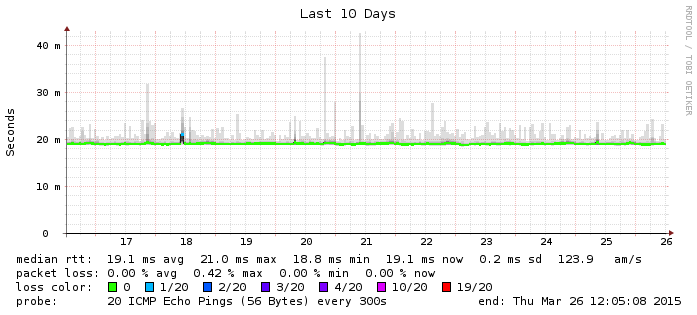 Last 10 Days
RRDTOOL / TOBI OETIKER
Seconds
40 m
30 m
20 m
10 m
0
17 18 19 20 21 22 23 24 25 26
median rtt: 19.1 ms avg 21.0 ms max 18.8 ms min 19.1 ms now 0.2 ms sd 123.9 am/s
packet loss: 0.00 % avg 0.42 % max 0.00 % min 0.00 % now
loss color: 0 1/20 2/20 3/20 4/20 10/20 19/20
probe: 20 ICMP Echo Pings (56 Bytes) every 300s end: Thu Mar 26 12:05:08 2015